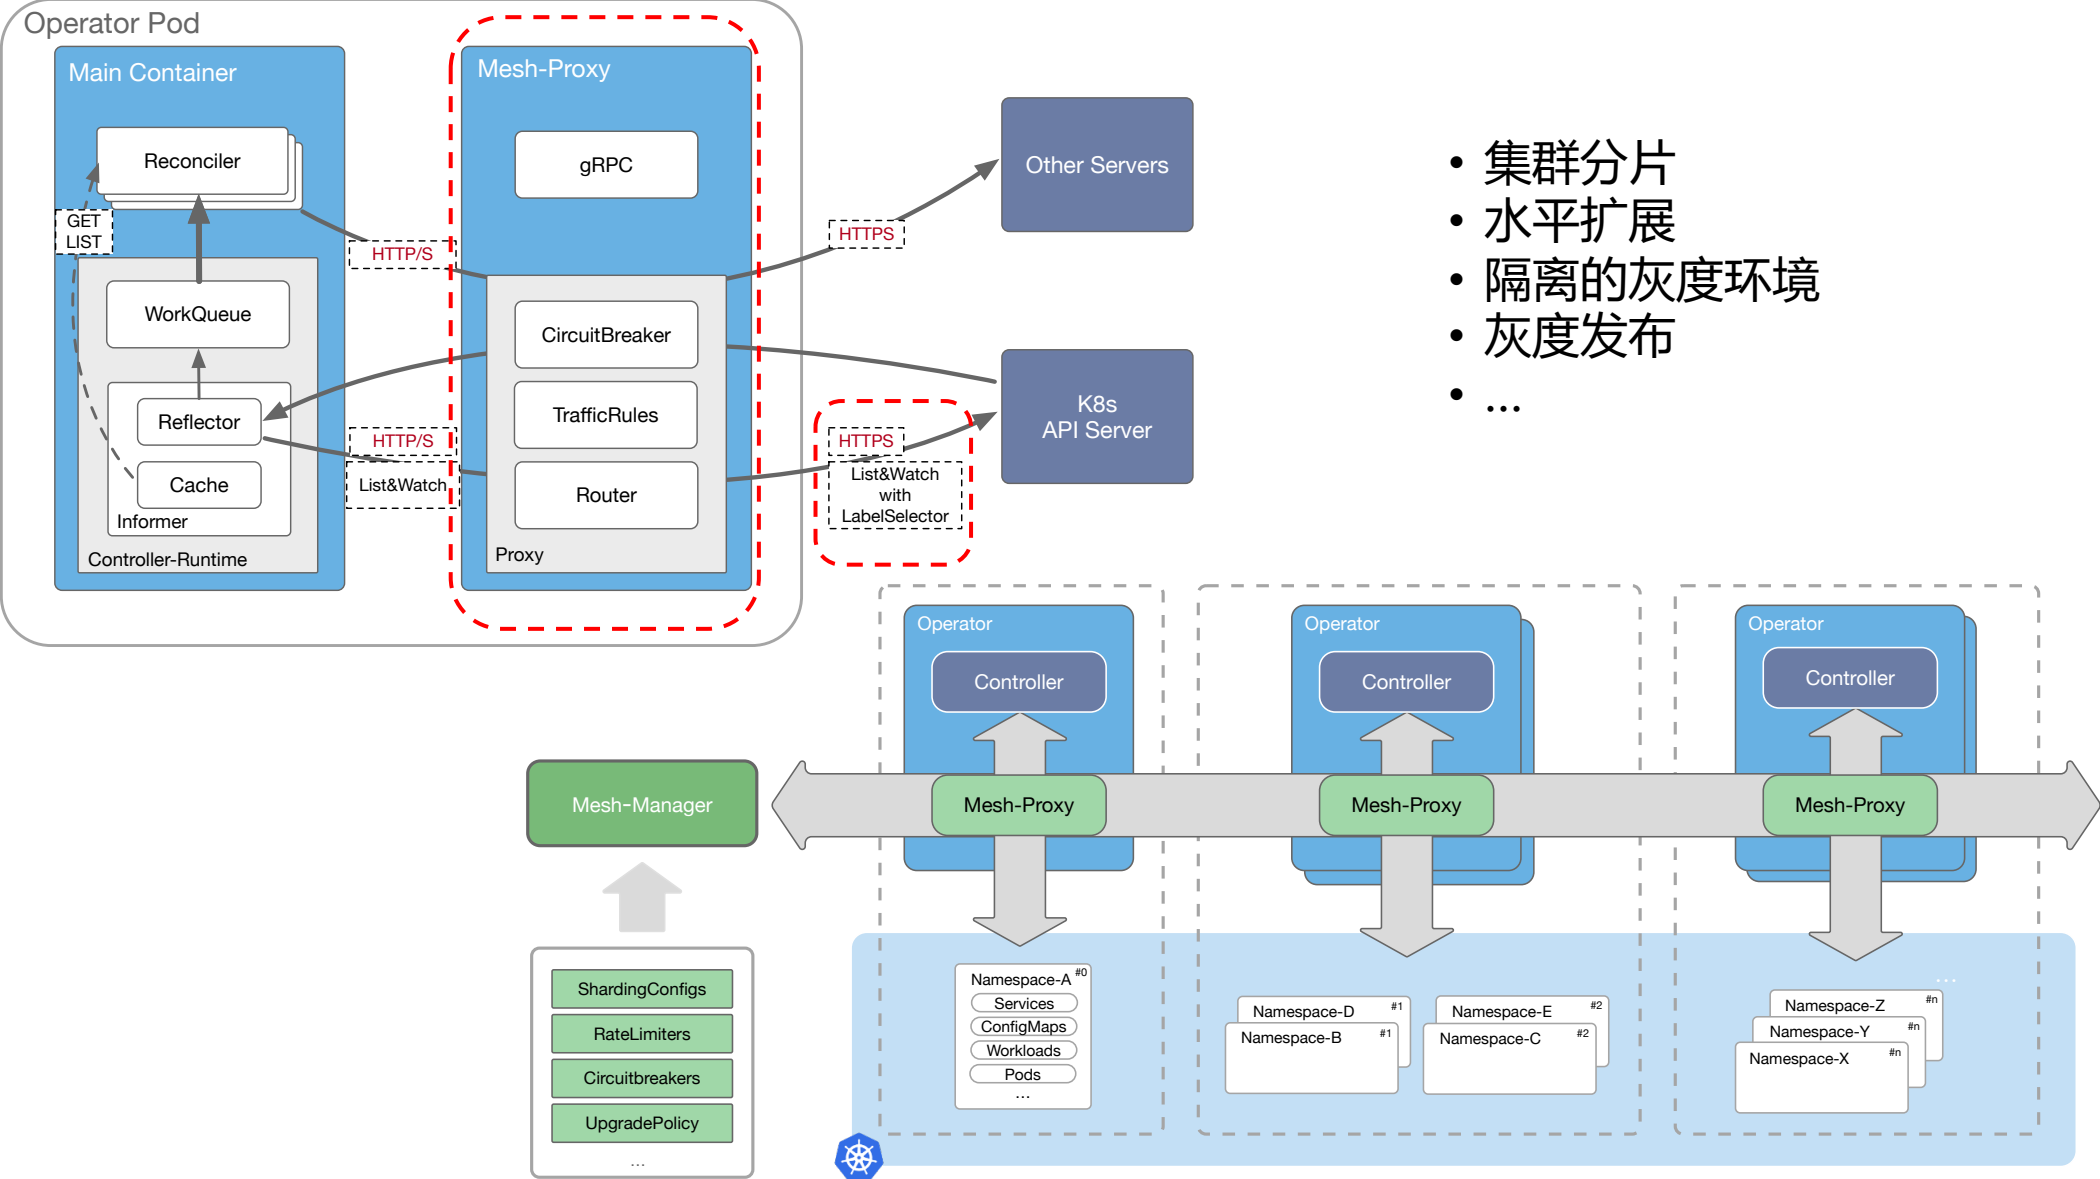 Operator Pod
Main Container
Reconciler
GET
LIST
WorkQueue
Reflector
Cache
Informer
Controller-Runtime
HTTP/S
HTTP/S
List&Watch
Mesh-Proxy
gRPC
CircuitBreaker
TrafficRules
Router
Proxy
HTTPS
HTTPS
List&Watch
with
LabelSelector
Other Servers
K8s
API Server
• 集群分片
• 水平扩展
• 隔离的灰度环境
• 灰度发布
• ...
Operator
Controller
Mesh-Proxy
Operator
Controller
Mesh-Proxy
Operator
Controller
Mesh-Proxy
Mesh-Manager
ShardingConfigs
RateLimiters
Circuitbreakers
UpgradePolicy
...
Namespace-A #0
Services
ConfigMaps
Workloads
Pods
...
Namespace-D #1
Namespace-B #1
Namespace-E #2
Namespace-C #2
...
Namespace-Z #n
Namespace-Y #n
Namespace-X #n